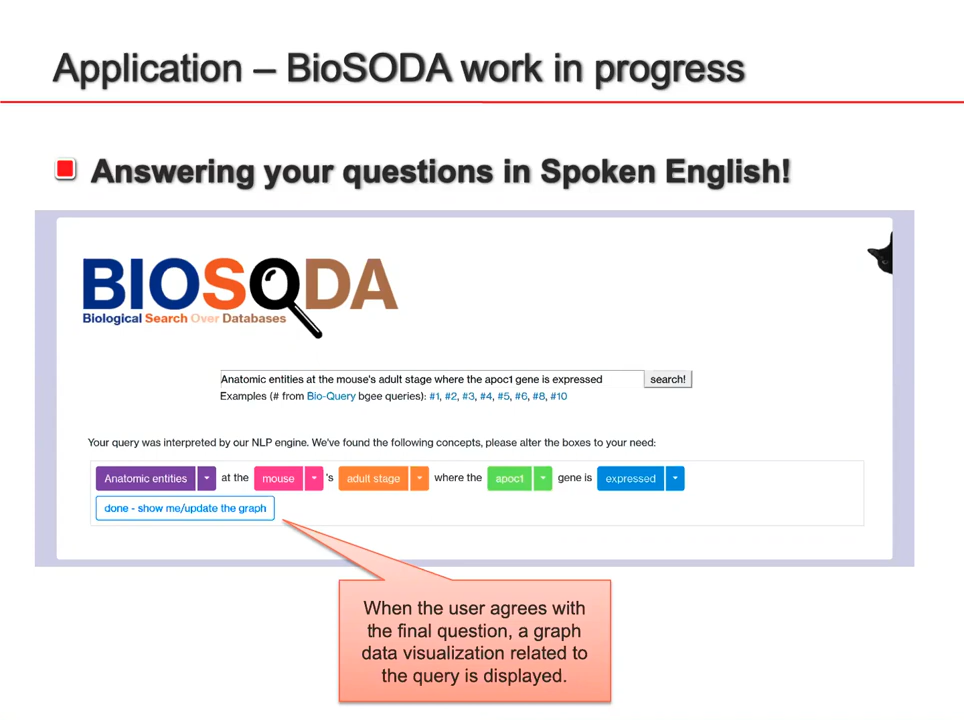 Application – BioSODA work in progress
Answering your questions in Spoken English!
BIOSODA
Biological Search Over Databases
Anatomic entities at the mouse's adult stage where the apoc1 gene is expressed search!
Examples (# from Bio-Query bgee queries): #1, #2, #3, #4, #5, #6, #8, #10
Your query was interpreted by our NLP engine. We've found the following concepts, please alter the boxes to your need:
Anatomic entities at the mouse 's adult stage where the apoc1 gene is expressed
done - show me/update the graph
When the user agrees with
the final question, a graph
data visualization related to
the query is displayed.